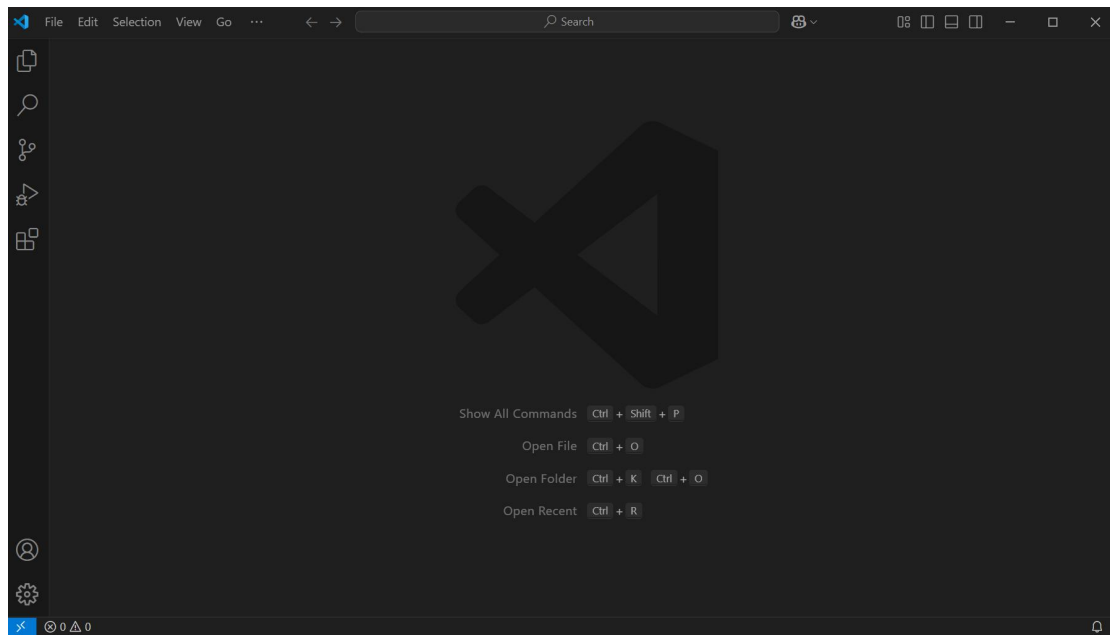 File Edit Selection View Go ··· Search
Show All Commands Ctrl + Shift + P
Open File Ctrl + O
Open Folder Ctrl + K Ctrl + O
Open Recent Ctrl + R
0 0